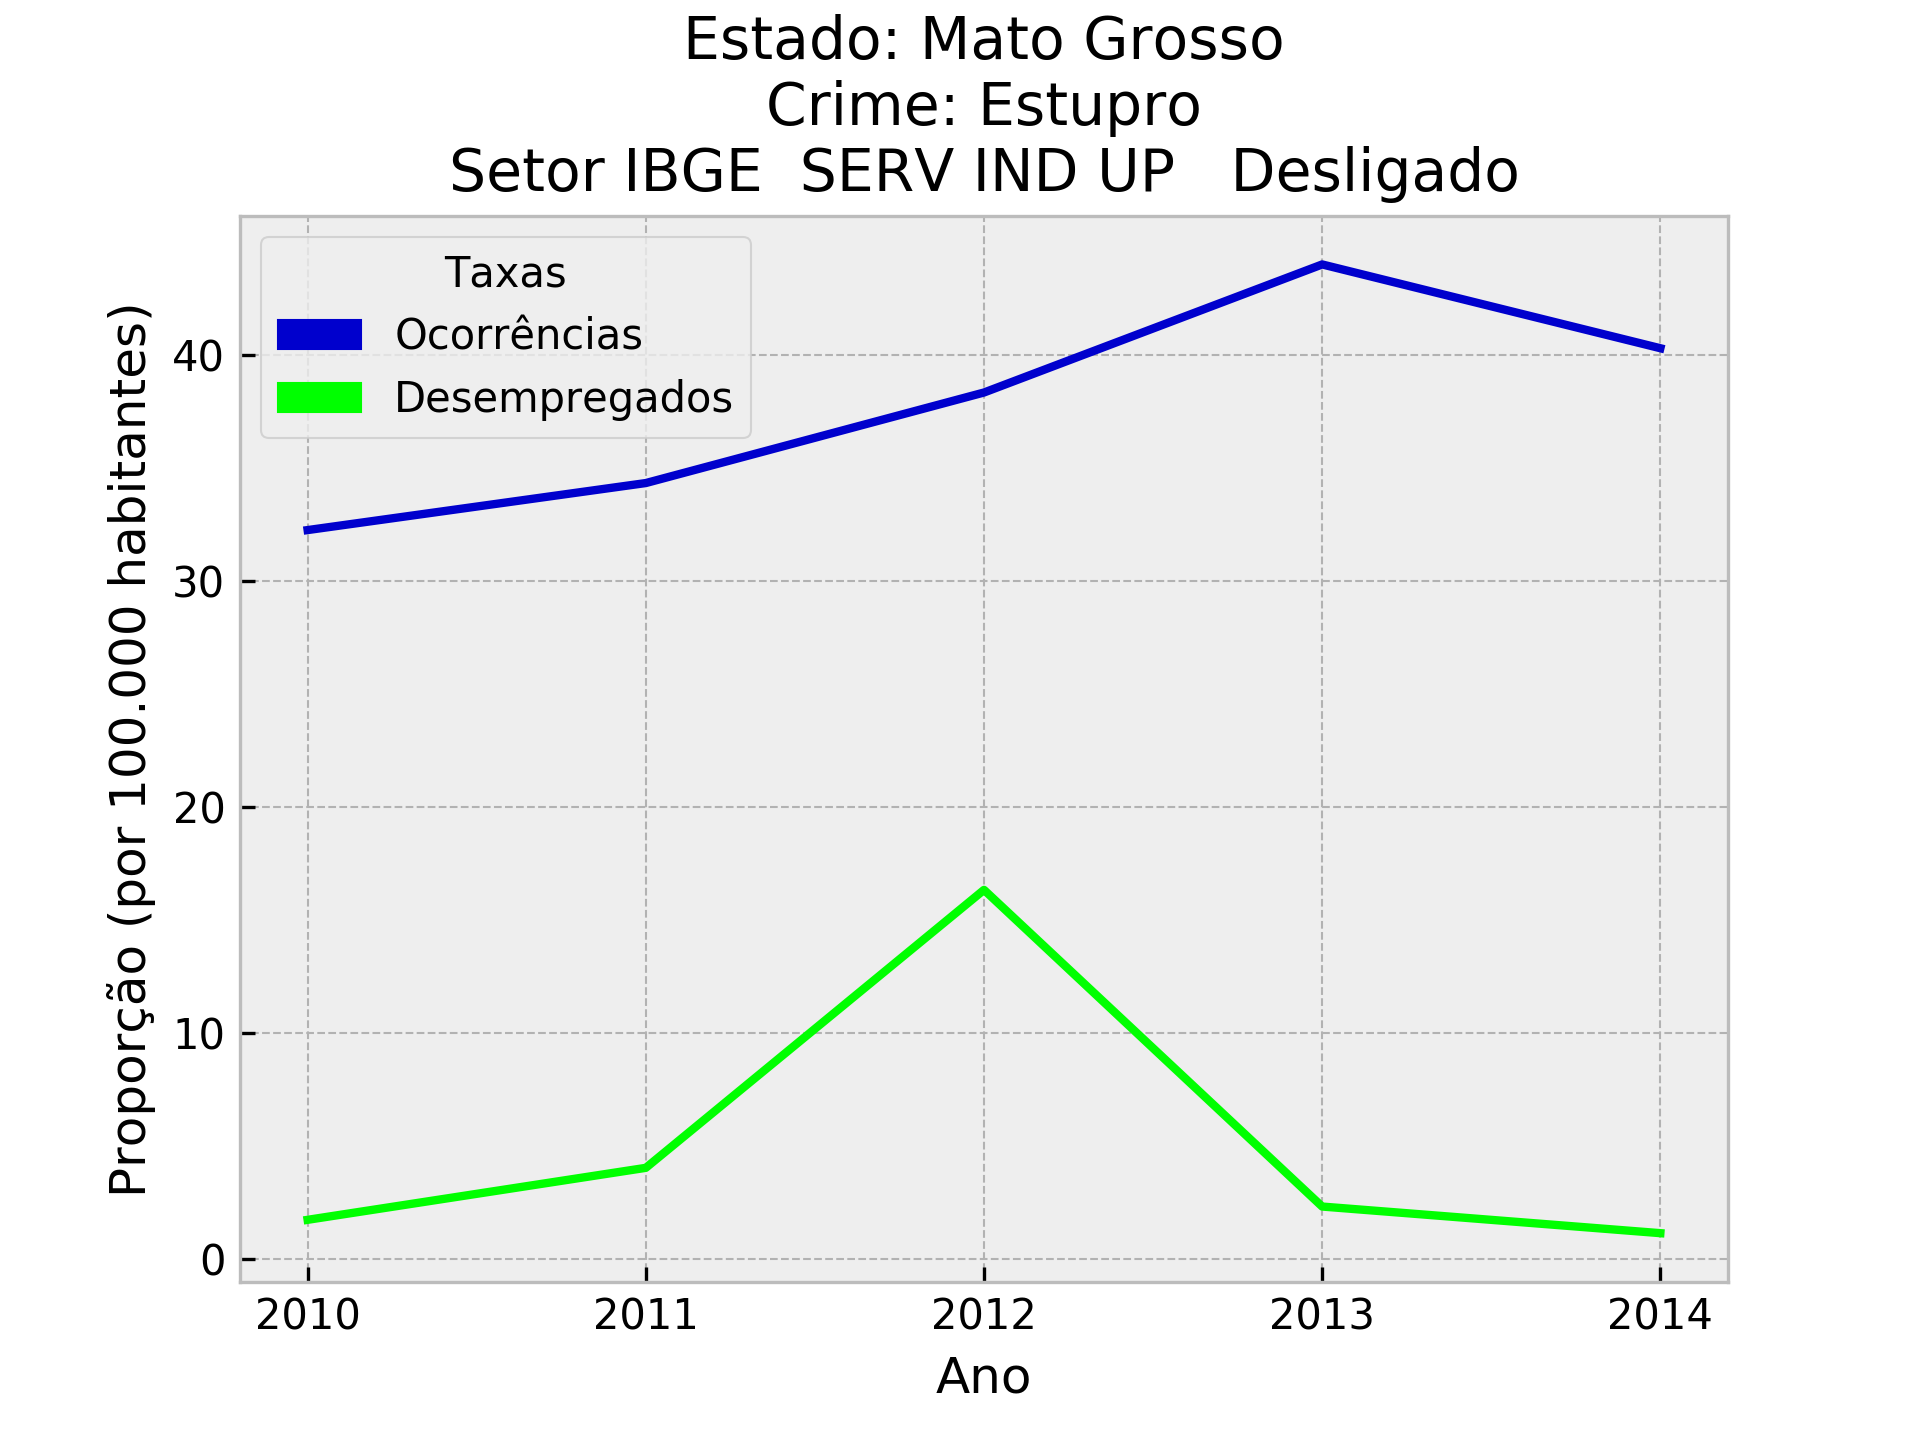 Estado: Mato Grosso
Crime: Estupro
Setor IBGE  SERV IND UP   Desligado
Proporção (por 100.000 habitantes)
Taxas
Ocorrências
Desempregados
40
30
20
10
0
2010 2011 2012 2013 2014
Ano